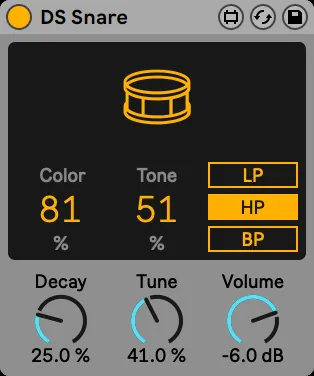 DS Snare
Color Tone LP
81 51 HP
% % BP
Decay Tune Volume
25.0 % 41.0 % -6.0 dB